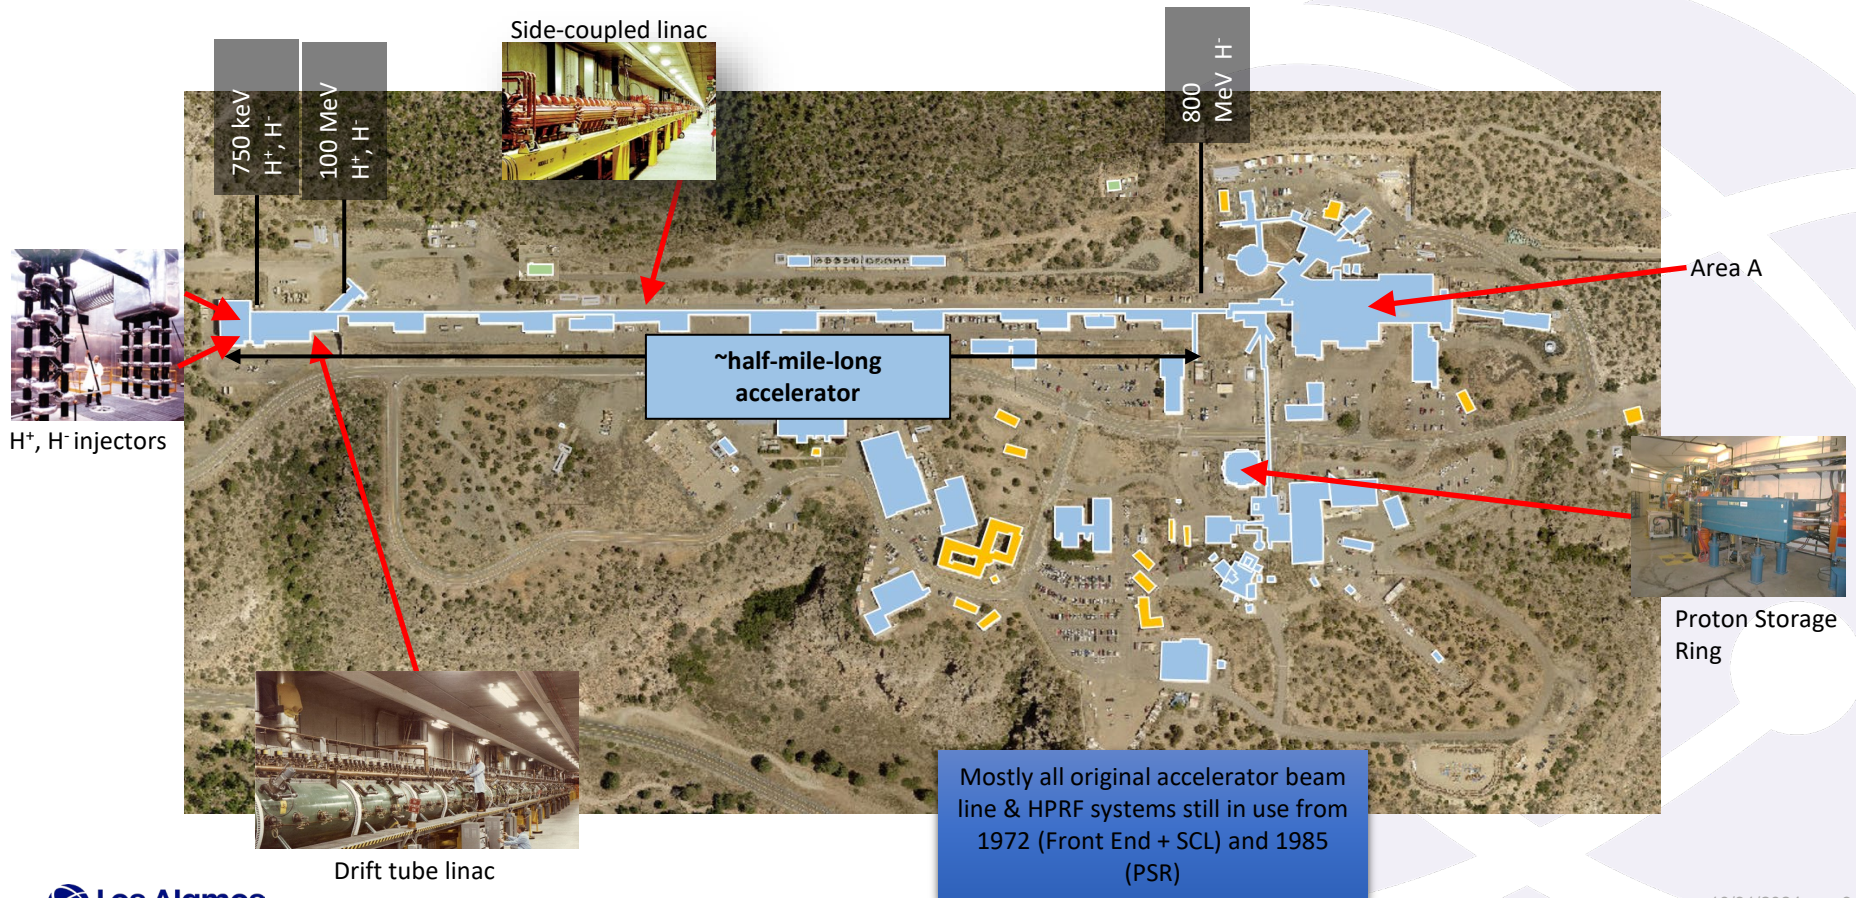 Side-coupled linac
750 keV
H⁺, H⁻
100 MeV
H⁺, H⁻
800
MeV H⁻
Area A
~half-mile-long
accelerator
H⁺, H⁻ injectors
Proton Storage
Ring
Mostly all original accelerator beam
line & HPRF systems still in use from
1972 (Front End + SCL) and 1985
(PSR)
Drift tube linac
Los Alamos